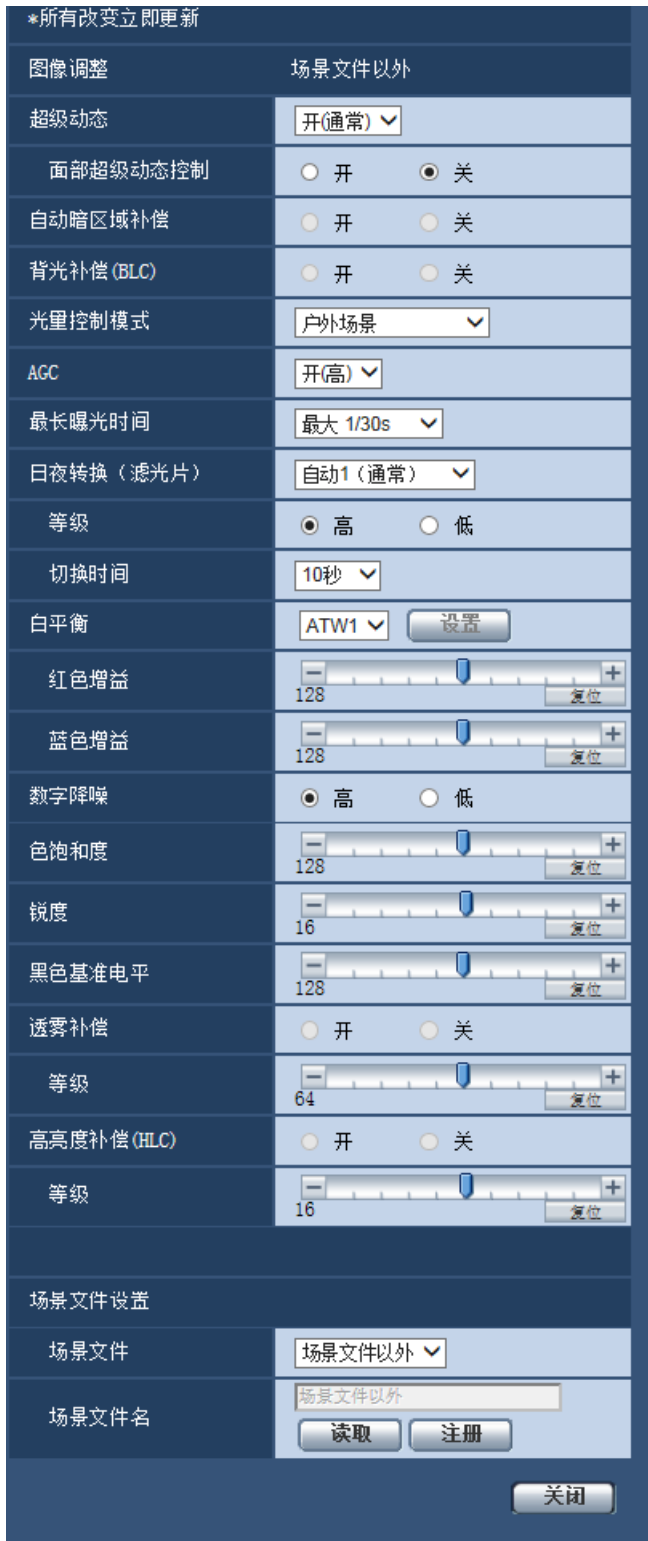 *所有改变立即更新
图像调整 场景文件以外
超级动态 开(通常)
面部超级动态控制 开 关
自动暗区域补偿 开 关
背光补偿(BLC) 开 关
光量控制模式 户外场景
AGC 开(高)
最长曝光时间 最大 1/30s
日夜转换（滤光片） 自动1（通常）
等级 高 低
切换时间 10秒
白平衡 ATW1 设置
红色增益 − +
128 复位
蓝色增益 − +
128 复位
数字降噪 高 低
色饱和度 − +
128 复位
锐度 − +
16 复位
黑色基准电平 − +
128 复位
透雾补偿 开 关
等级 − +
64 复位
高亮度补偿(HLC) 开 关
等级 − +
16 复位
场景文件设置
场景文件 场景文件以外
场景文件名 场景文件以外
读取 注册
关闭